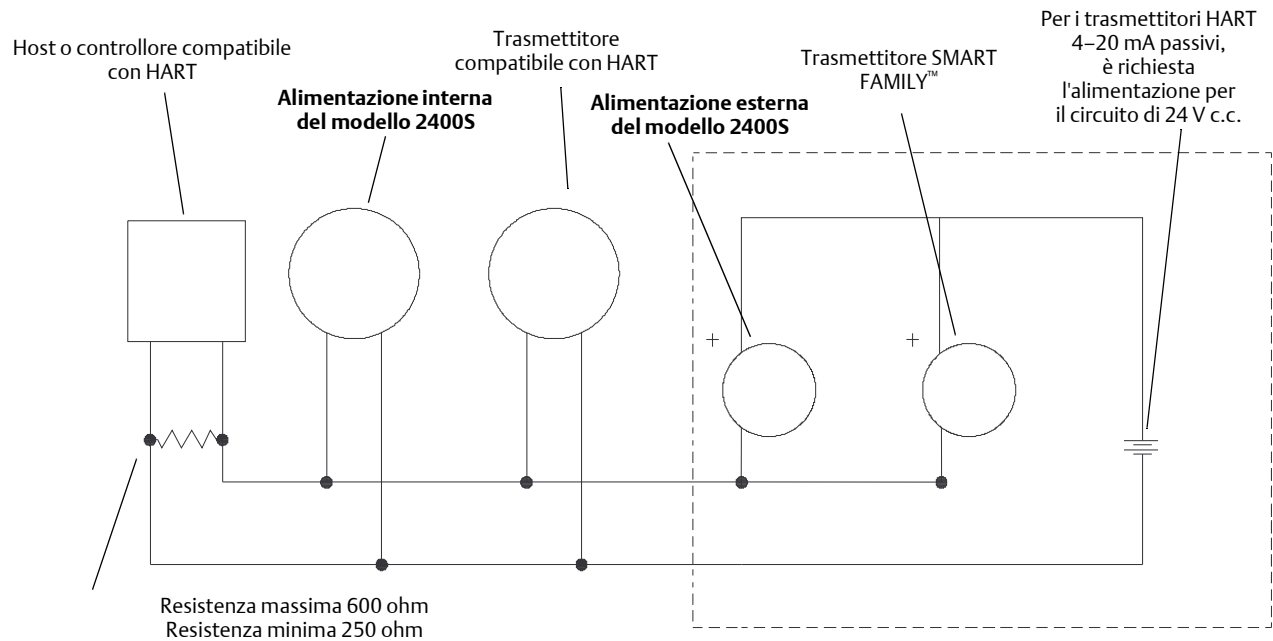 Host o controllore compatibile
con HART
Alimentazione interna
del modello 2400S
Trasmettitore
compatibile con HART
Alimentazione esterna
del modello 2400S
Trasmettitore SMART
FAMILY™
Per i trasmettitori HART
4–20 mA passivi,
è richiesta
l'alimentazione per
il circuito di 24 V c.c.
+
+
Resistenza massima 600 ohm
Resistenza minima 250 ohm